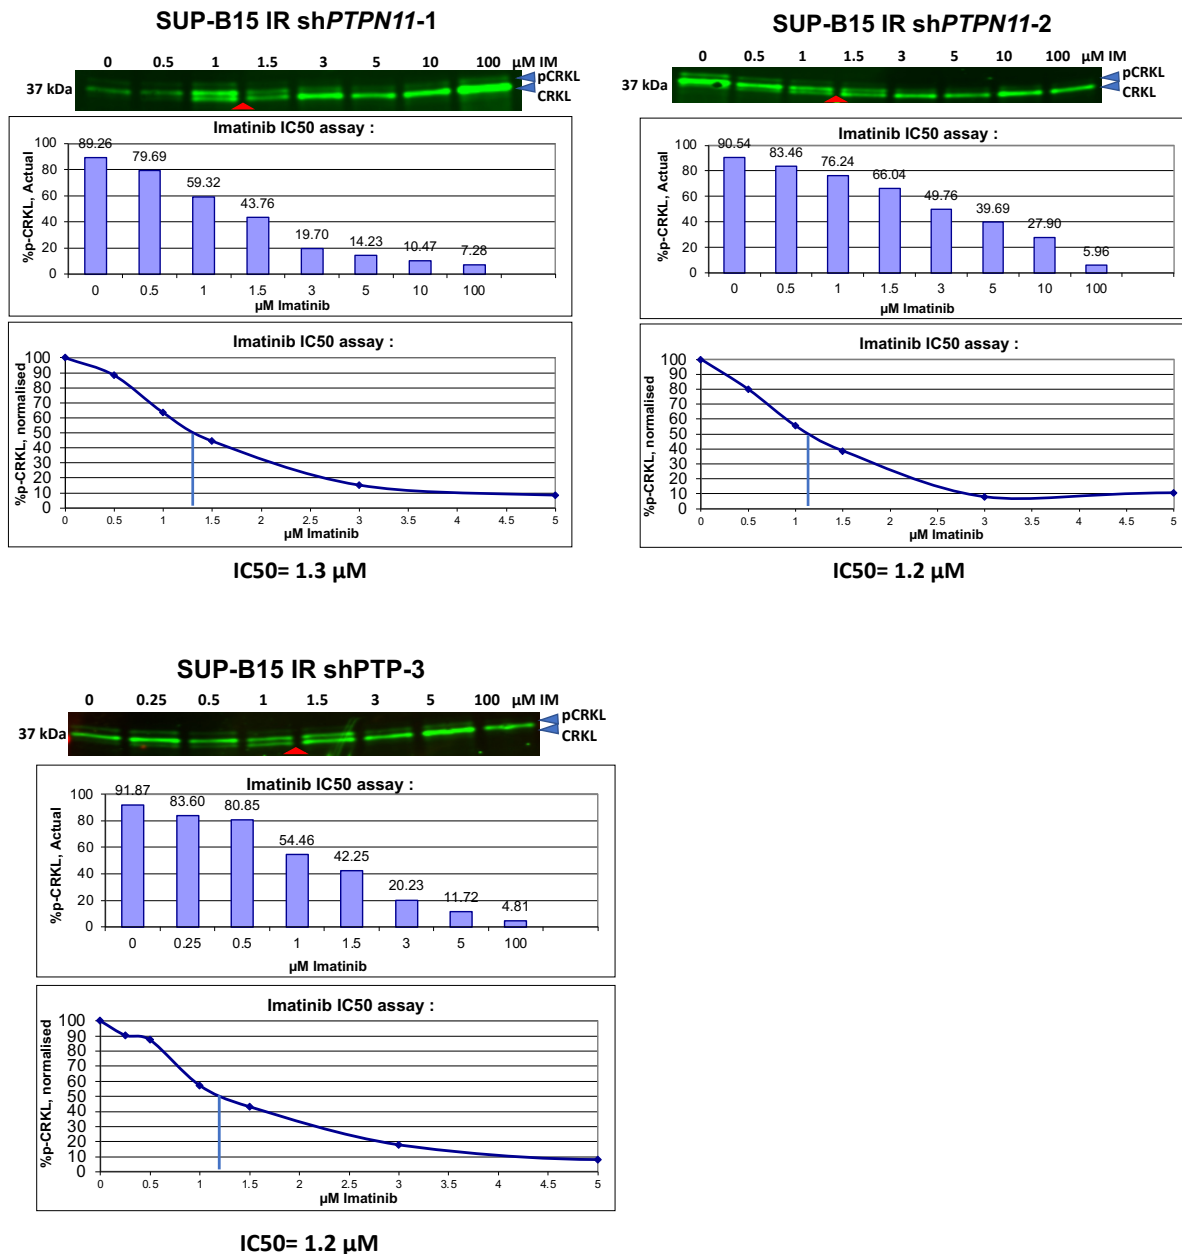 SUP-B15 IR shPTPN11-1
0 0.5 1 1.5 3 5 10 100 µM IM
37 kDa
pCRKL
CRKL
Imatinib IC50 assay :
%p-CRKL, Actual
100
80
60
40
20
0
89.26 79.69 59.32 43.76 19.70 14.23 10.47 7.28
0 0.5 1 1.5 3 5 10 100
µM Imatinib
Imatinib IC50 assay :
%p-CRKL, normalised
100
90
80
70
60
50
40
30
20
10
0
0 0.5 1 1.5 2 2.5 3 3.5 4 4.5 5
µM Imatinib
IC50= 1.3 µM
SUP-B15 IR shPTPN11-2
0 0.5 1 1.5 3 5 10 100 µM IM
37 kDa
pCRKL
CRKL
Imatinib IC50 assay :
%p-CRKL, Actual
100
80
60
40
20
0
90.54 83.46 76.24 66.04 49.76 39.69 27.90 5.96
0 0.5 1 1.5 3 5 10 100
µM Imatinib
Imatinib IC50 assay :
%p-CRKL, normalised
100
90
80
70
60
50
40
30
20
10
0
0 0.5 1 1.5 2 2.5 3 3.5 4 4.5 5
µM Imatinib
IC50= 1.2 µM
SUP-B15 IR shPTP-3
0 0.25 0.5 1 1.5 3 5 100 µM IM
37 kDa
pCRKL
CRKL
Imatinib IC50 assay :
%p-CRKL, Actual
100
80
60
40
20
0
91.87 83.60 80.85 54.46 42.25 20.23 11.72 4.81
0 0.25 0.5 1 1.5 3 5 100
µM Imatinib
Imatinib IC50 assay :
%p-CRKL, normalised
100
90
80
70
60
50
40
30
20
10
0
0 0.5 1 1.5 2 2.5 3 3.5 4 4.5 5
µM Imatinib
IC50= 1.2 µM